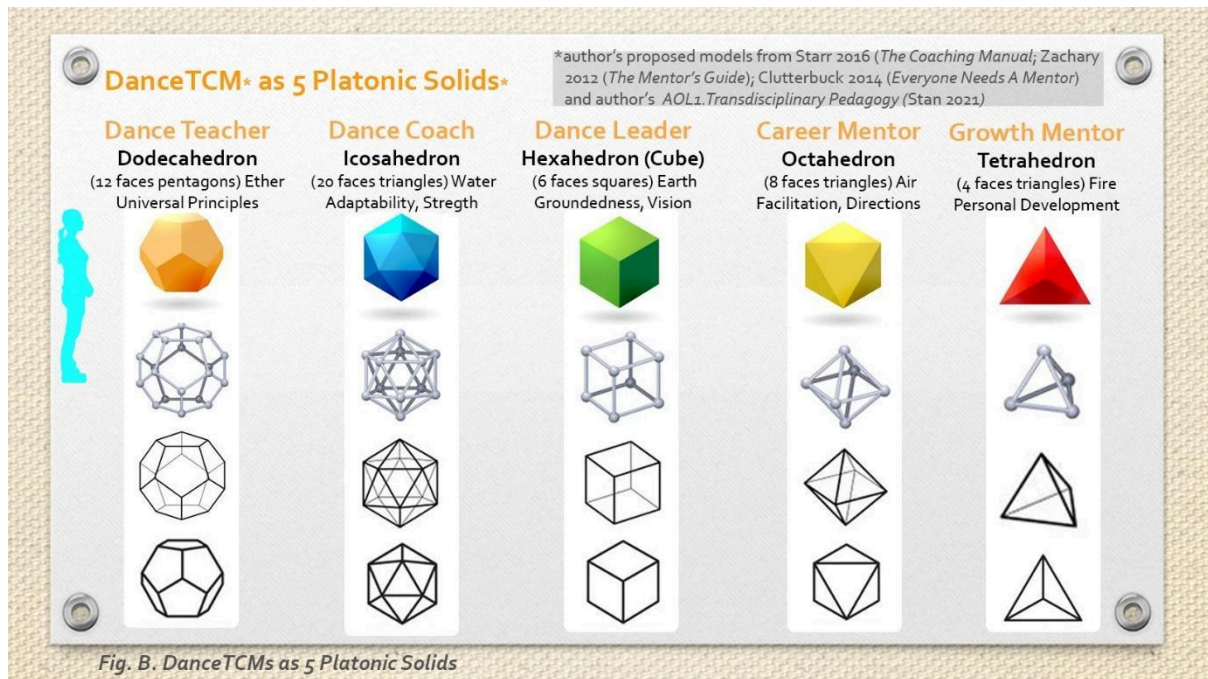 *author's proposed models from Starr 2016 (The Coaching Manual; Zachary
2012 (The Mentor's Guide); Clutterbuck 2014 (Everyone Needs A Mentor)
and author's AOL1.Transdisciplinary Pedagogy (Stan 2021)
DanceTCM* as 5 Platonic Solids*
Dance Teacher
Dodecahedron
(12 faces pentagons) Ether
Universal Principles
Dance Coach
Icosahedron
(20 faces triangles) Water
Adaptability, Stregth
Dance Leader
Hexahedron (Cube)
(6 faces squares) Earth
Groundedness, Vision
Career Mentor
Octahedron
(8 faces triangles) Air
Facilitation, Directions
Growth Mentor
Tetrahedron
(4 faces triangles) Fire
Personal Development
Fig. B. DanceTCMs as 5 Platonic Solids